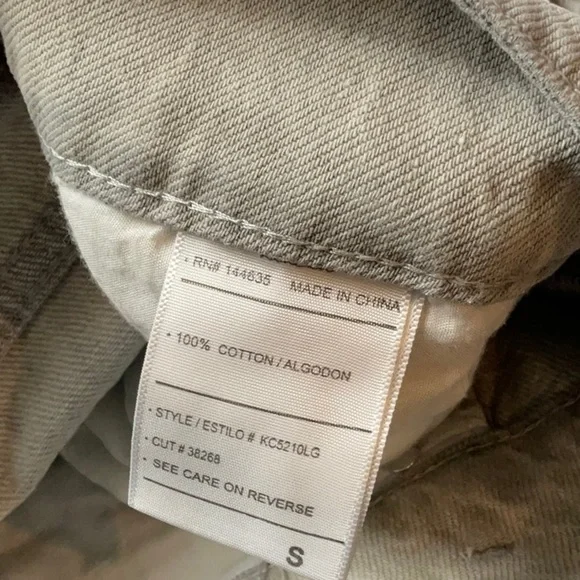 • RN# 144635 MADE IN CHINA
• 100% COTTON / ALGODON
• STYLE / ESTILO # KC5210LG
• CUT # 38268
• SEE CARE ON REVERSE
S